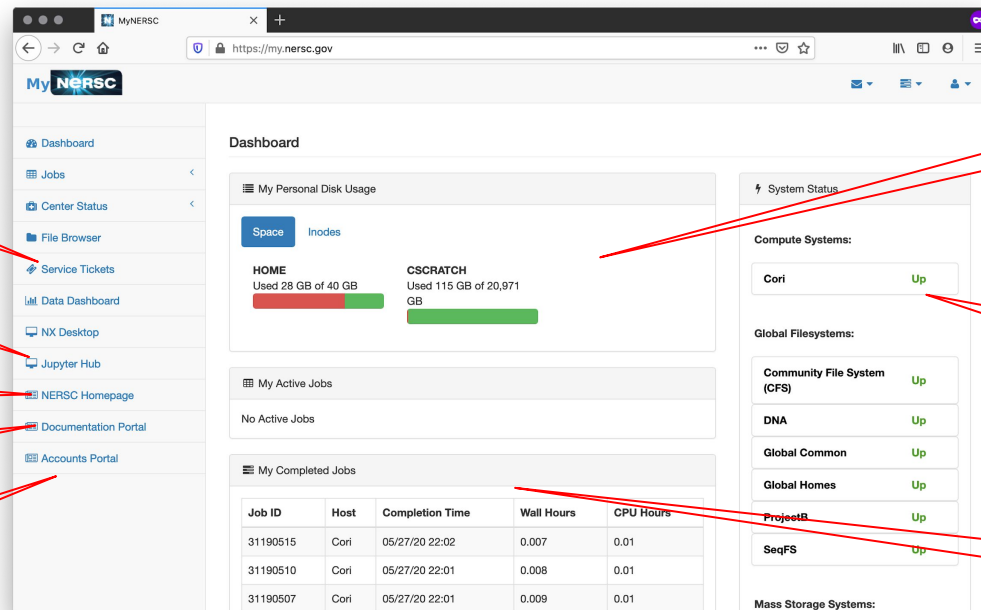 MyNERSC
https://my.nersc.gov
My NERSC
Dashboard
Jobs
Center Status
File Browser
Service Tickets
Data Dashboard
NX Desktop
Jupyter Hub
NERSC Homepage
Documentation Portal
Accounts Portal
Dashboard
My Personal Disk Usage
Space Inodes
HOME
Used 28 GB of 40 GB
CSCRATCH
Used 115 GB of 20,971
GB
My Active Jobs
No Active Jobs
My Completed Jobs
Job ID Host Completion Time Wall Hours CPU Hours
31190515 Cori 05/27/20 22:02 0.007 0.01
31190510 Cori 05/27/20 22:01 0.008 0.01
31190507 Cori 05/27/20 22:01 0.009 0.01
System Status
Compute Systems:
Cori Up
Global Filesystems:
Community File System
(CFS) Up
DNA Up
Global Common Up
Global Homes Up
ProjectB Up
SeqFS Up
Mass Storage Systems: